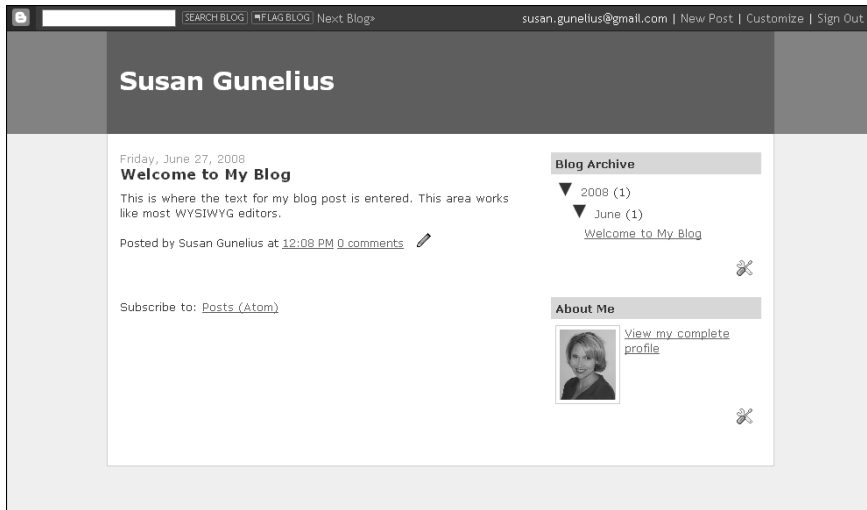 SEARCH BLOG FLAG BLOG Next Blog» susan.gunelius@gmail.com | New Post | Customize | Sign Out
Susan Gunelius
Friday, June 27, 2008
Welcome to My Blog
This is where the text for my blog post is entered. This area works
like most WYSIWYG editors.
Posted by Susan Gunelius at 12:08 PM 0 comments
Subscribe to: Posts (Atom)
Blog Archive
▼ 2008 (1)
▼ June (1)
Welcome to My Blog
About Me
View my complete
profile